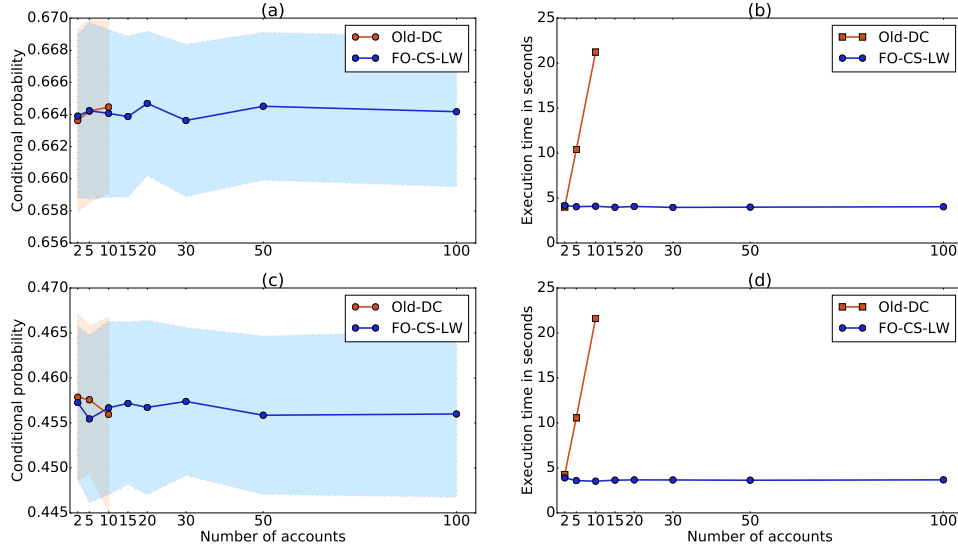 (a)
Conditional probability
0.670
0.668
0.666
0.664
0.662
0.660
0.658
0.656
2 5 10 15 20 30 50 100
Old-DC
FO-CS-LW
(b)
Execution time in seconds
25
20
15
10
5
0
2 5 10 15 20 30 50 100
Old-DC
FO-CS-LW
(c)
Conditional probability
0.470
0.465
0.460
0.455
0.450
0.445
2 5 10 15 20 30 50 100
Number of accounts
Old-DC
FO-CS-LW
(d)
Execution time in seconds
25
20
15
10
5
0
2 5 10 15 20 30 50 100
Number of accounts
Old-DC
FO-CS-LW